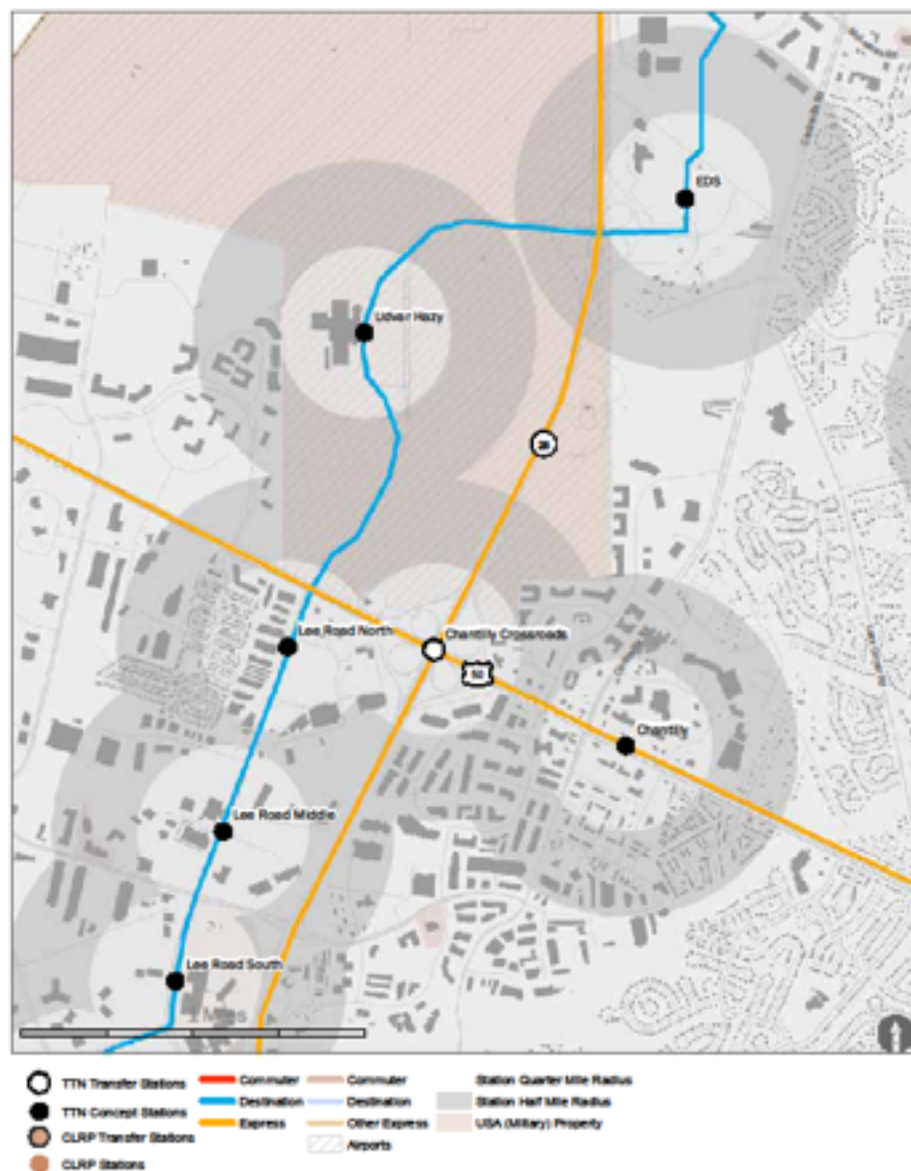 EDS
Udvar Hazy
28
Lee Road North
Chantilly Crossroads
50
Chantilly
Lee Road Middle
Lee Road South
1 Miles
TTN Transfer Stations
TTN Concept Stations
CLRP Transfer Stations
CLRP Stations
Commuter
Destination
Express
Commuter
Destination
Other Express
Airports
Station Quarter Mile Radius
Station Half Mile Radius
USA (Military) Property